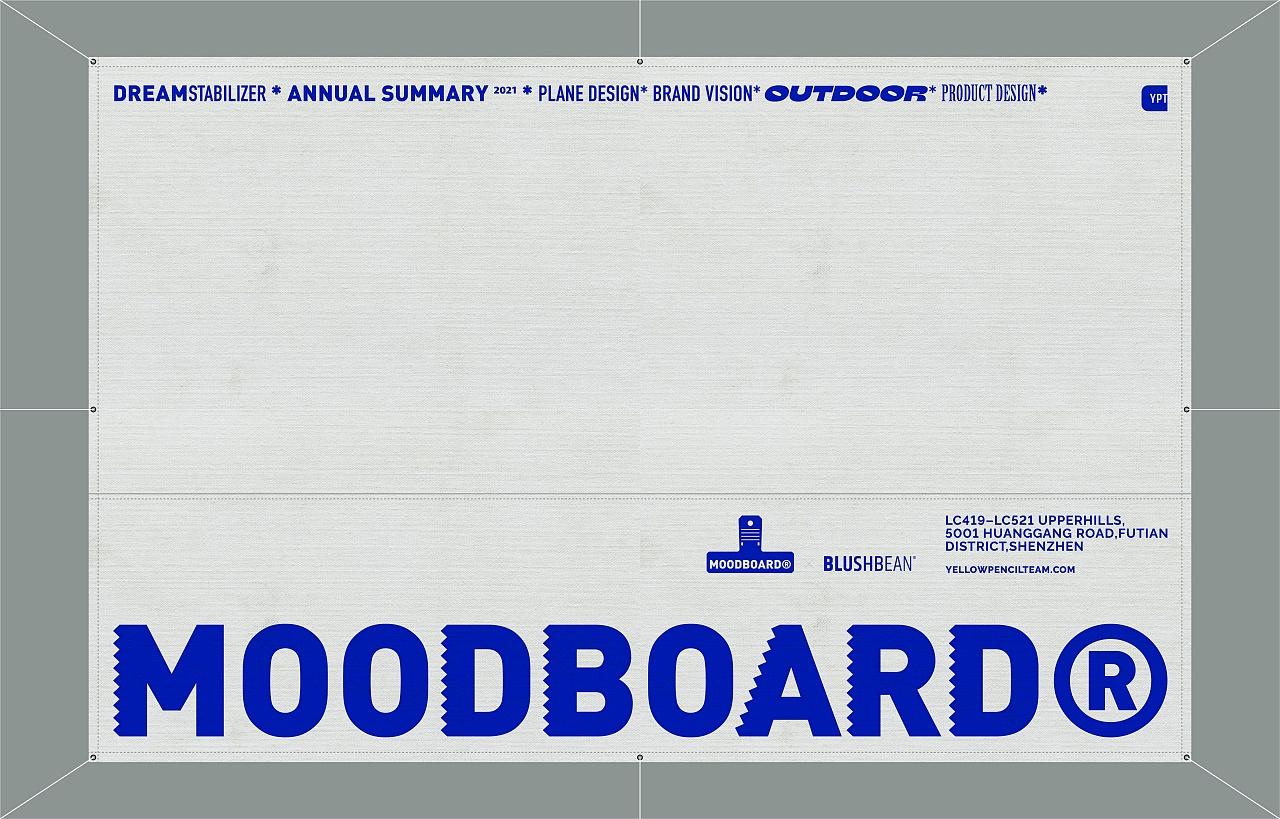 DREAMSTABILIZER * ANNUAL SUMMARY 2021 * PLANE DESIGN* BRAND VISION* OUTDOOR* PRODUCT DESIGN*
YPT
LC419–LC521 UPPERHILLS,
5001 HUANGGANG ROAD,FUTIAN
DISTRICT,SHENZHEN
MOODBOARD® × BLUSHBEAN®
YELLOWPENCILTEAM.COM
MOODBOARD®